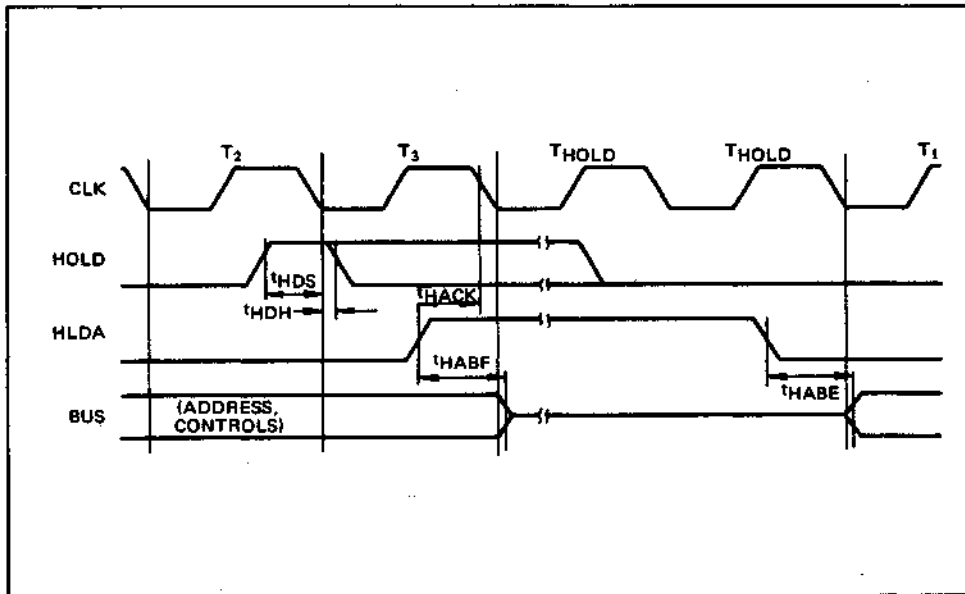 T2 T3 THOLD THOLD T1
CLK
HOLD
tHDS
tHACK
tHDH
HLDA
tHABF
tHABE
BUS
(ADDRESS,
CONTROLS)